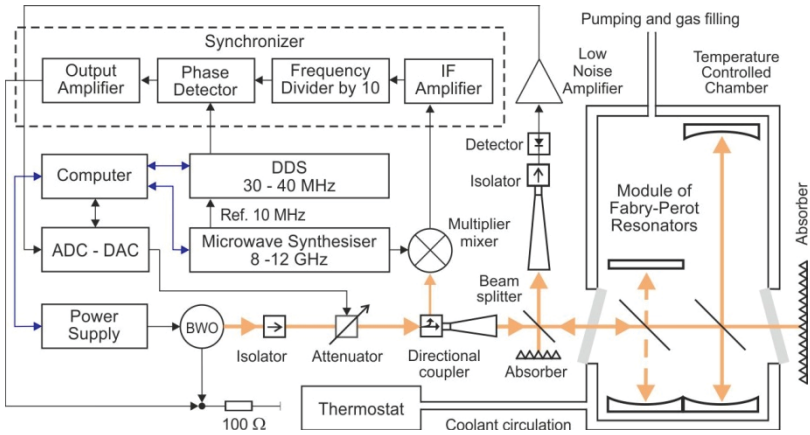 Pumping and gas filling
Synchronizer
Output
Amplifier
Phase
Detector
Frequency
Divider by 10
IF
Amplifier
Low
Noise
Amplifier
Temperature
Controlled
Chamber
Detector
Isolator
Computer
DDS
30 - 40 MHz
Ref. 10 MHz
Multiplier
mixer
Module of
Fabry-Perot
Resonators
Absorber
ADC - DAC
Microwave Synthesiser
8 -12 GHz
Beam
splitter
Power
Supply
BWO
Isolator
Attenuator
Directional
coupler
Absorber
100 Ω
Thermostat
Coolant circulation